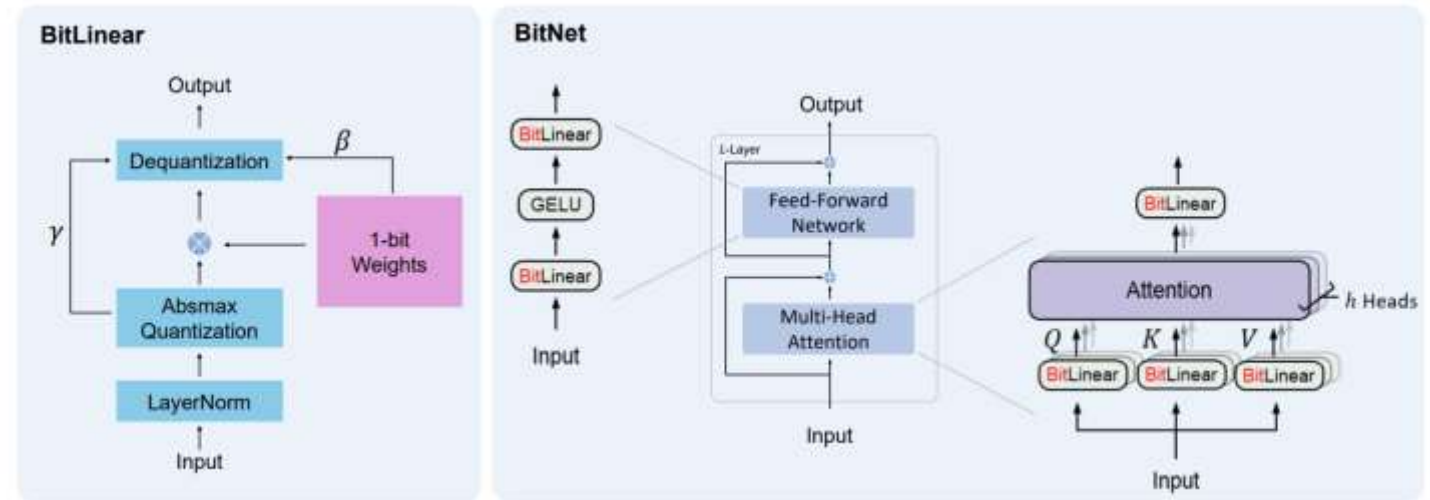 BitLinear
Output
Dequantization
β
γ
1-bit
Weights
Absmax
Quantization
LayerNorm
Input
BitNet
BitLinear
GELU
BitLinear
Input
Output
L-Layer
Feed-Forward
Network
Multi-Head
Attention
Input
BitLinear
Attention
h Heads
Q
K
V
BitLinear
BitLinear
BitLinear
Input